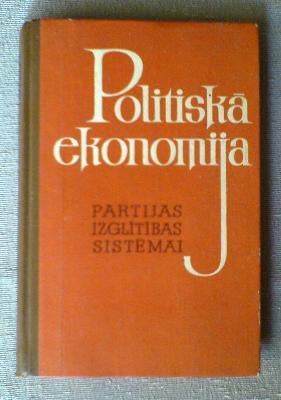 Politiskā
ekonomija
PARTIJAS
IZGLĪTĪBAS
SISTĒMAI